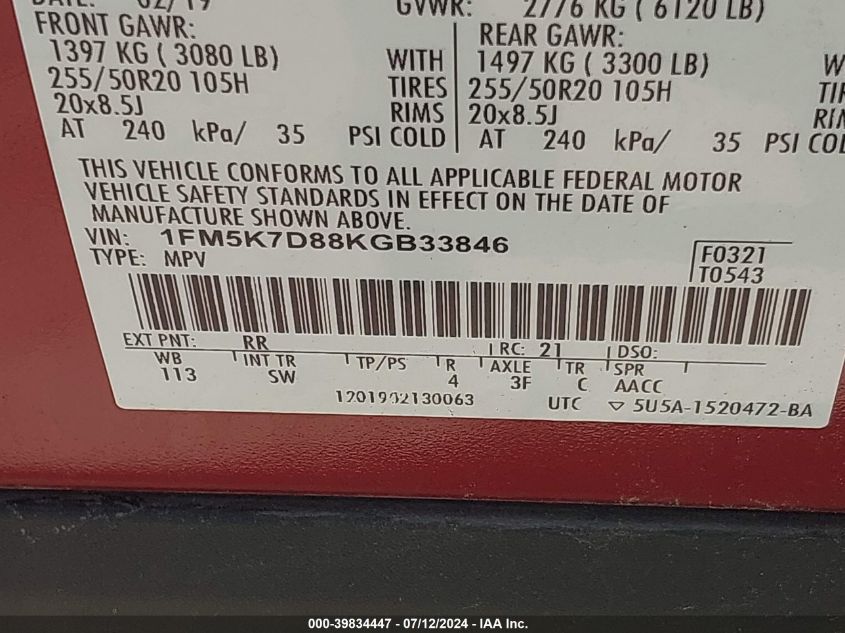 DATE: 02/19 GVWR: 2776 KG ( 6120 LB)
FRONT GAWR: REAR GAWR:
1397 KG ( 3080 LB) WITH 1497 KG ( 3300 LB)
255/50R20 105H TIRES 255/50R20 105H
20x8.5J RIMS 20x8.5J
AT 240 kPa/ 35 PSI COLD AT 240 kPa/ 35 PSI
THIS VEHICLE CONFORMS TO ALL APPLICABLE FEDERAL MOTOR
VEHICLE SAFETY STANDARDS IN EFFECT ON THE DATE OF
MANUFACTURE SHOWN ABOVE.
VIN: 1FM5K7D88KGB33846
TYPE: MPV
F0321
T0543
EXT PNT: RR RC: 21 DSO:
WB INT TR TP/PS R AXLE TR SPR
113 SW 4 3F C AACC
1201902130063 UTC ▽ 5U5A-1520472-BA
000-39834447 - 07/12/2024 - IAA Inc.